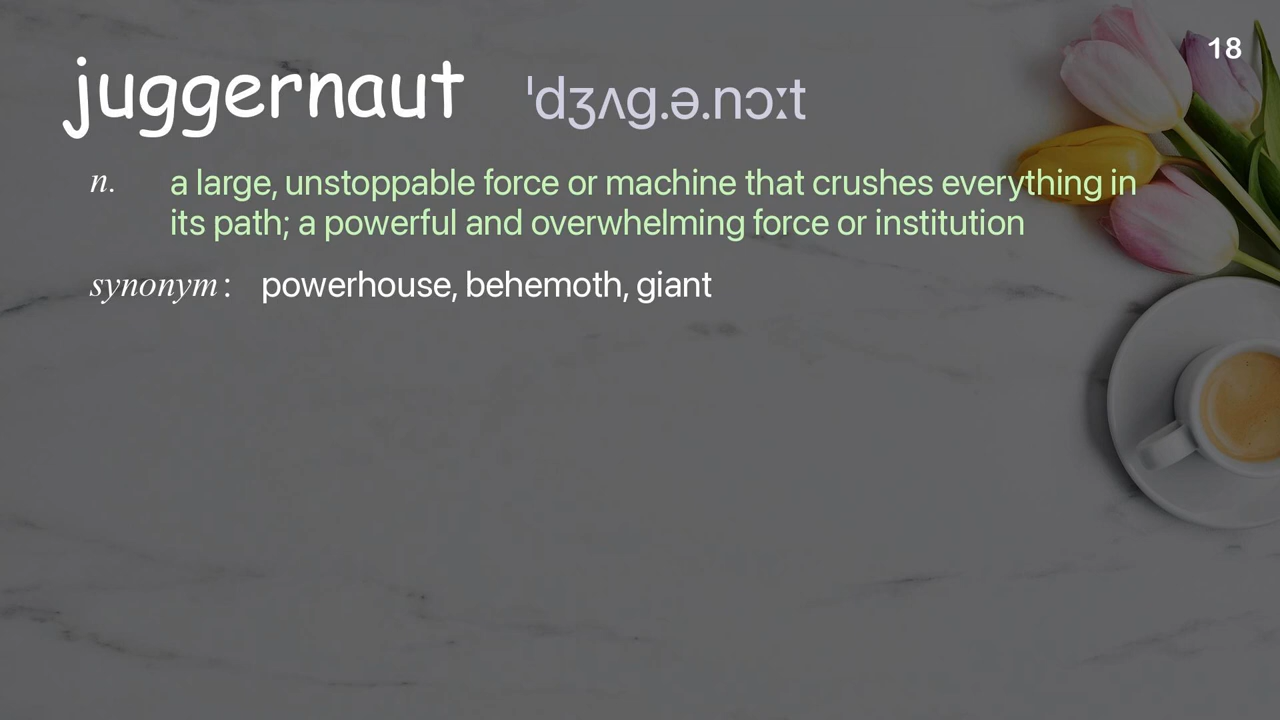 18
juggernaut ˈdʒʌg.ə.nɔːt
n. a large, unstoppable force or machine that crushes everything in
its path; a powerful and overwhelming force or institution
synonym: powerhouse, behemoth, giant